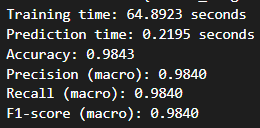 Training time: 64.8923 seconds
Prediction time: 0.2195 seconds
Accuracy: 0.9843
Precision (macro): 0.9840
Recall (macro): 0.9840
F1-score (macro): 0.9840